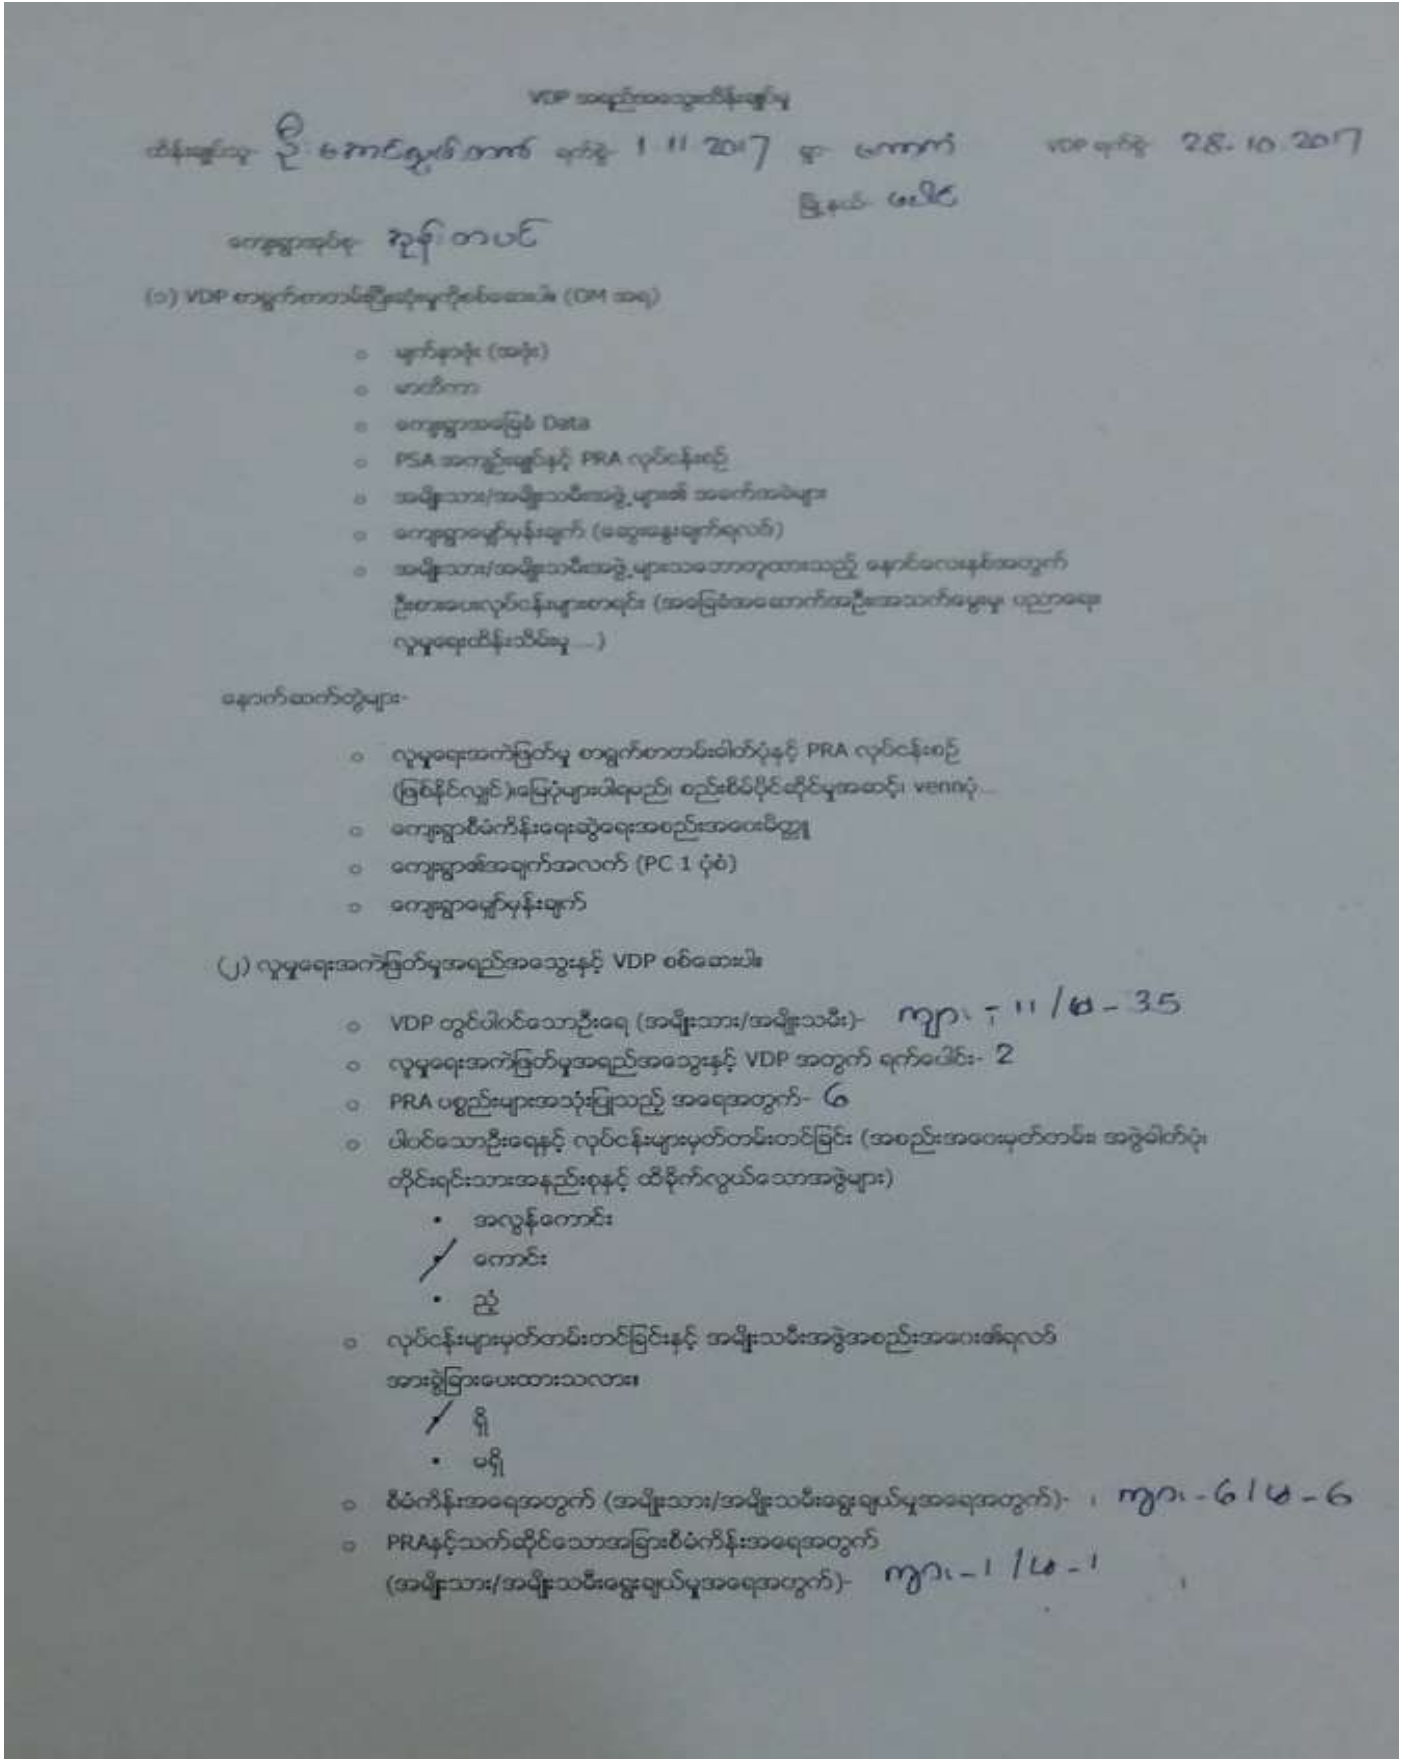 VDP အရည်အသွေးထိန်းချုပ်မှု
ထိန်းချုပ်သူ- ဦးအောင်လှုဖ်ဘတ် ရက်စွဲ- 1 11 2017 ရွာ- ကောကံ VDP ရက်စွဲ- 28.10.2017
မြို့နယ်- ပေါင်
ကျေးရွာအုပ်စု- အုန်းတပင်
(၁) VDP စာရွက်စာတမ်းပြီးဆုံးမှုကိုစစ်ဆေးပါ။ (OM အရ)
o မျက်နှာဖုံး (အဖုံး)
o မာတိကာ
o ကျေးရွာအခြေခံ Data
o PSA အကျဉ်းချုပ်နှင့် PRA လုပ်ငန်းစဉ်
o အမျိုးသား/အမျိုးသမီးအဖွဲ့များ၏ အခက်အခဲများ
o ကျေးရွာမျှော်မှန်းချက် (ဆွေးနွေးချက်ရလဒ်)
o အမျိုးသား/အမျိုးသမီးအဖွဲ့များသဘောတူထားသည့် နောင်လေးနှစ်အတွက်
ဦးစားပေးလုပ်ငန်းများစာရင်း (အခြေခံအဆောက်အဦးအသက်မွေးမှု၊ ပညာရေး၊
လူမှုရေးထိန်းသိမ်းမှု....)
နောက်ဆက်တွဲများ-
o လူမှုရေးအကဲဖြတ်မှု စာရွက်စာတမ်းဓါတ်ပုံနှင့် PRA လုပ်ငန်းစဉ်
(ဖြစ်နိုင်လျှင်)၊မြေပုံများပါရမည်၊ စည်းစိမ်ပိုင်ဆိုင်မှုအဆင့်၊ vennပုံ...
o ကျေးရွာစီမံကိန်းရေးဆွဲရေးအစည်းအဝေးမိတ္တူ
o ကျေးရွာ၏အချက်အလက် (PC 1 ပုံစံ)
o ကျေးရွာမျှော်မှန်းချက်
(၂) လူမှုရေးအကဲဖြတ်မှုအရည်အသွေးနှင့် VDP စစ်ဆေးပါ။
o VDP တွင်ပါဝင်သောဦးရေ (အမျိုးသား/အမျိုးသမီး)- ကျား - 11 / မ - 35
o လူမှုရေးအကဲဖြတ်မှုအရည်အသွေးနှင့် VDP အတွက် ရက်ပေါင်း- 2
o PRA ပစ္စည်းများအသုံးပြုသည့် အရေအတွက်- 6
o ပါဝင်သောဦးရေနှင့် လုပ်ငန်းများမှတ်တမ်းတင်ခြင်း (အစည်းအဝေးမှတ်တမ်း၊ အဖွဲဓါတ်ပုံ၊
တိုင်းရင်းသားအနည်းစုနှင့် ထိခိုက်လွယ်သောအဖွဲများ)
• အလွန်ကောင်း
/ ကောင်း
• ညံ့
o လုပ်ငန်းများမှတ်တမ်းတင်ခြင်းနှင့် အမျိုးသမီးအဖွဲအစည်းအဝေး၏ရလဒ်
အားခွဲခြားပေးထားသလား။
/ ရှိ
• မရှိ
o စီမံကိန်းအရေအတွက် (အမျိုးသား/အမျိုးသမီးရွေးချယ်မှုအရေအတွက်)- ကျား - 6 / မ - 6
o PRAနှင့်သက်ဆိုင်သောအခြားစီမံကိန်းအရေအတွက်
(အမျိုးသား/အမျိုးသမီးရွေးချယ်မှုအရေအတွက်)- ကျား - 1 / မ - 1